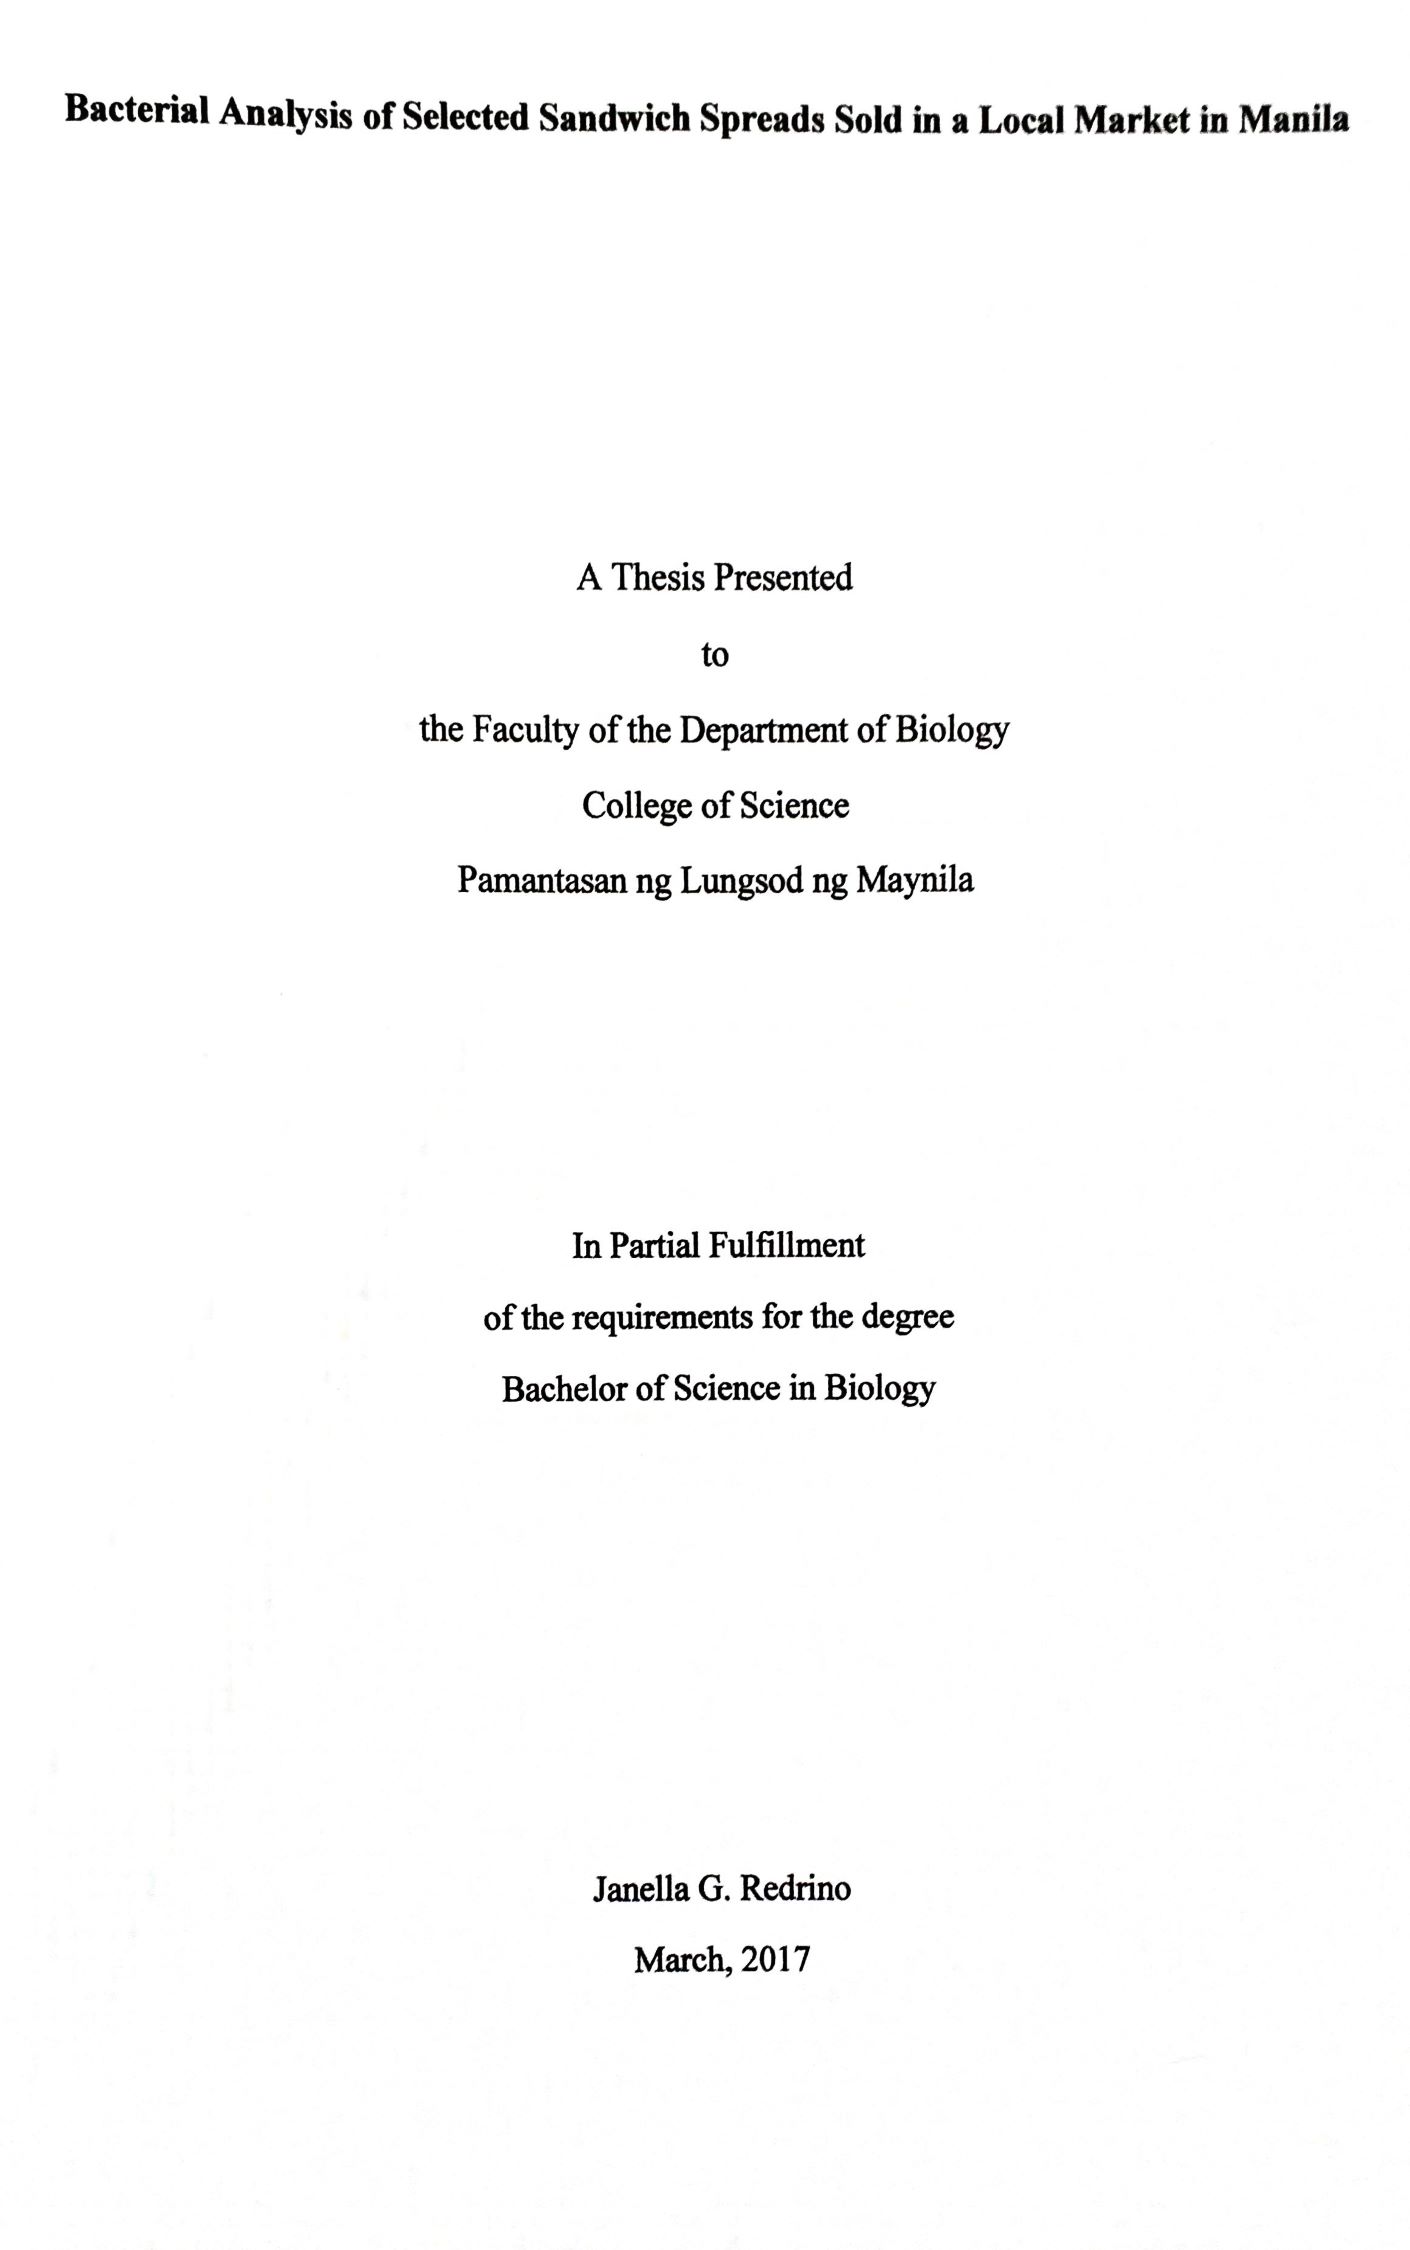 Bacterial Analysis of Selected Sandwich Spreads Sold in a Local Market in Manila
A Thesis Presented
to
the Faculty of the Department of Biology
College of Science
Pamantasan ng Lungsod ng Maynila
In Partial Fulfillment
of the requirements for the degree
Bachelor of Science in Biology
Janella G. Redrino
March, 2017